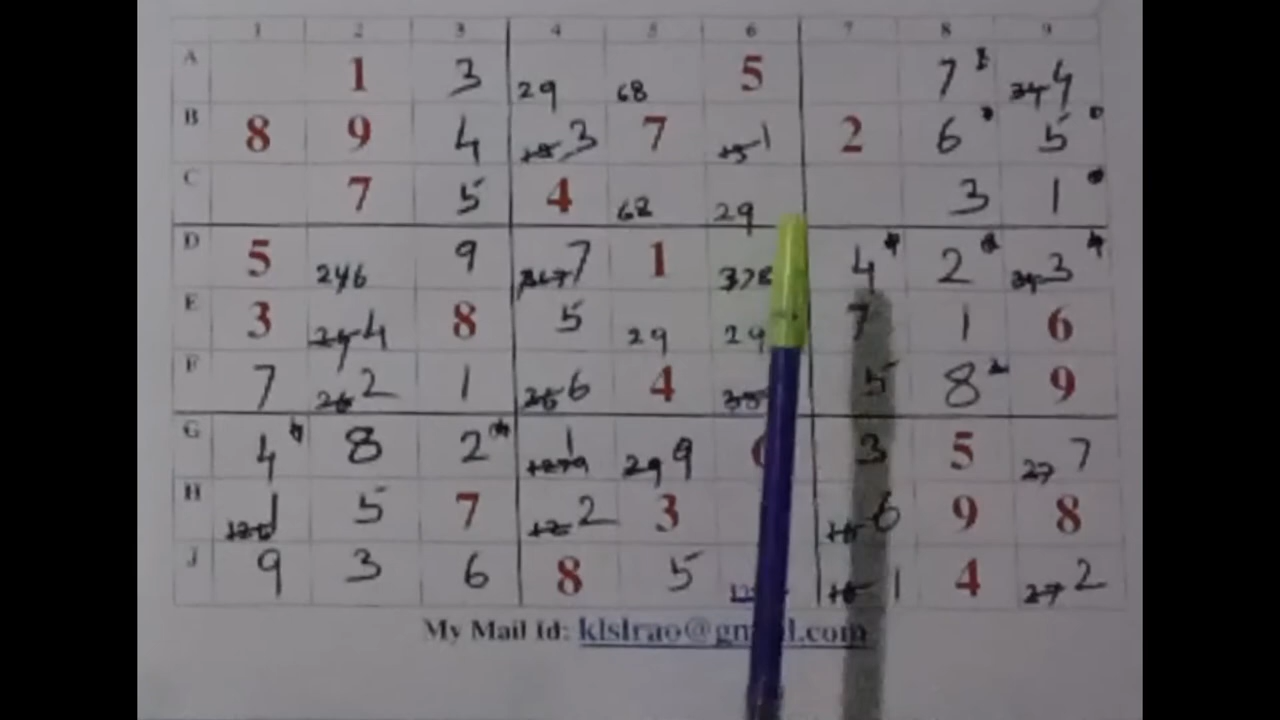 1 2 3 4 5 6 7 8 9
A 1 3 29 68 5 7 4
B 8 9 4 3 7 1 2 6 5
C 7 5 4 68 29 3 1
D 5 246 9 7 1 378 4 2 3
E 3 4 8 5 29 29 7 1 6
F 7 2 1 6 4 5 8 9
G 4 8 2 1 29 9 3 5 7
H 1 5 7 2 3 6 9 8
J 9 3 6 8 5 1 4 2
My Mail Id: